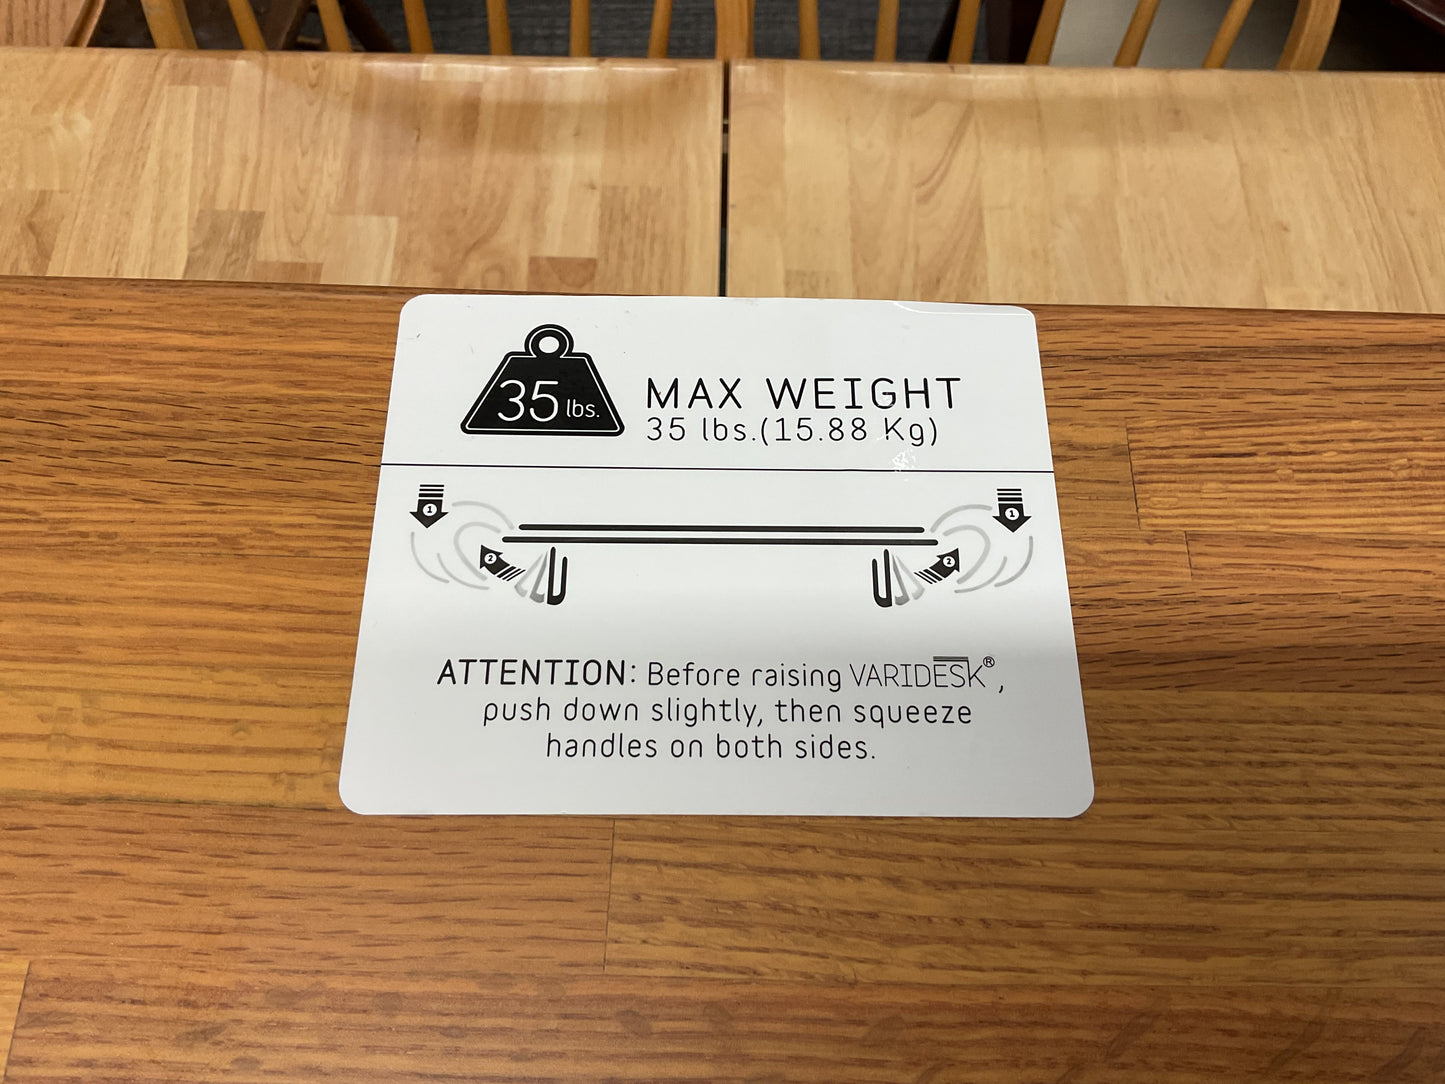 35 lbs.
MAX WEIGHT
35 lbs.(15.88 Kg)
1
1
2
2
ATTENTION: Before raising VARIDESK®,
push down slightly, then squeeze
handles on both sides.